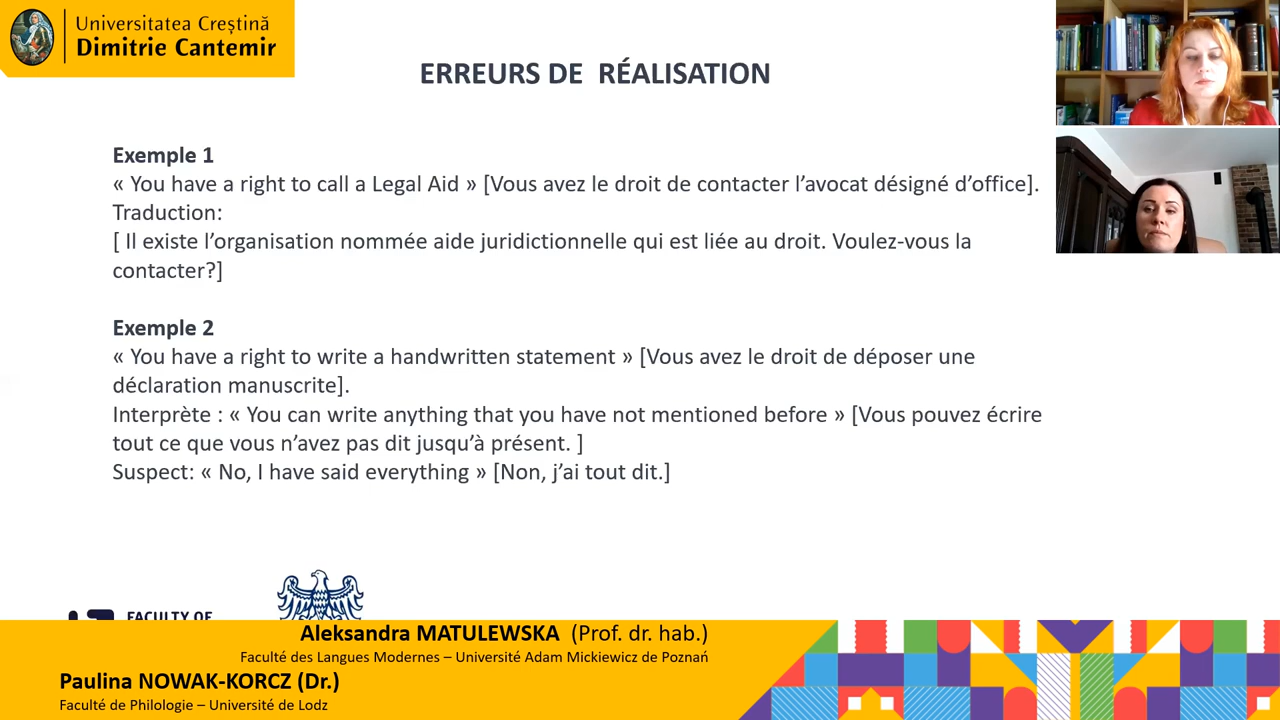 Universitatea Creștină
Dimitrie Cantemir
ERREURS DE RÉALISATION
Exemple 1
« You have a right to call a Legal Aid » [Vous avez le droit de contacter l’avocat désigné d’office].
Traduction:
[ Il existe l’organisation nommée aide juridictionnelle qui est liée au droit. Voulez-vous la
contacter?]
Exemple 2
« You have a right to write a handwritten statement » [Vous avez le droit de déposer une
déclaration manuscrite].
Interprète : « You can write anything that you have not mentioned before » [Vous pouvez écrire
tout ce que vous n’avez pas dit jusqu’à présent. ]
Suspect: « No, I have said everything » [Non, j’ai tout dit.]
FACULTY OF
Aleksandra MATULEWSKA (Prof. dr. hab.)
Faculté des Langues Modernes – Université Adam Mickiewicz de Poznań
Paulina NOWAK-KORCZ (Dr.)
Faculté de Philologie – Université de Lodz